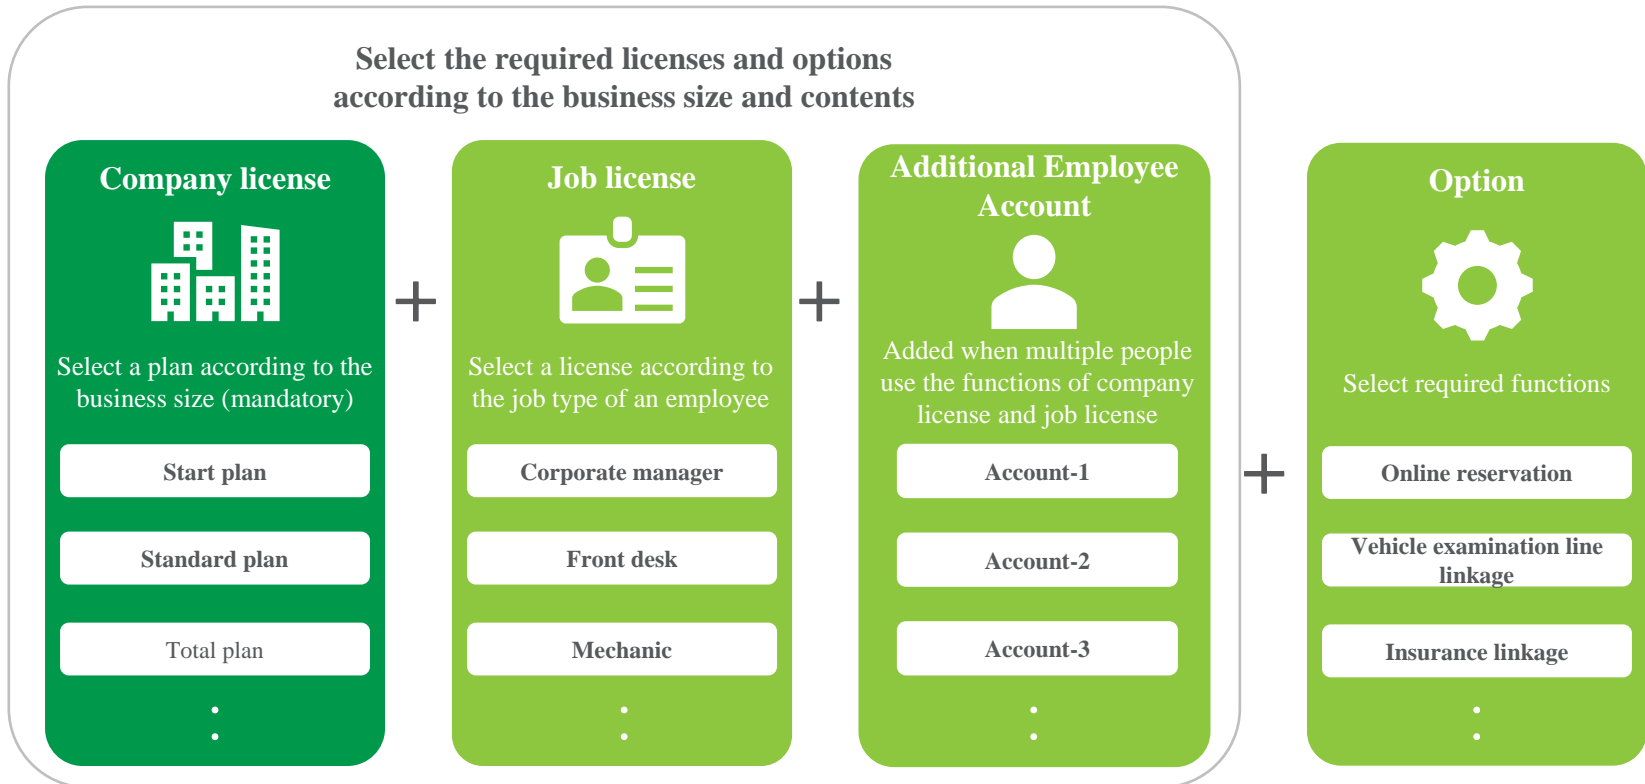 Select the required licenses and options
according to the business size and contents
Company license
Select a plan according to the
business size (mandatory)
Start plan
Standard plan
Total plan
:
+
Job license
Select a license according to
the job type of an employee
Corporate manager
Front desk
Mechanic
:
+
Additional Employee
Account
Added when multiple people
use the functions of company
license and job license
Account-1
Account-2
Account-3
:
+
Option
Select required functions
Online reservation
Vehicle examination line
linkage
Insurance linkage
: